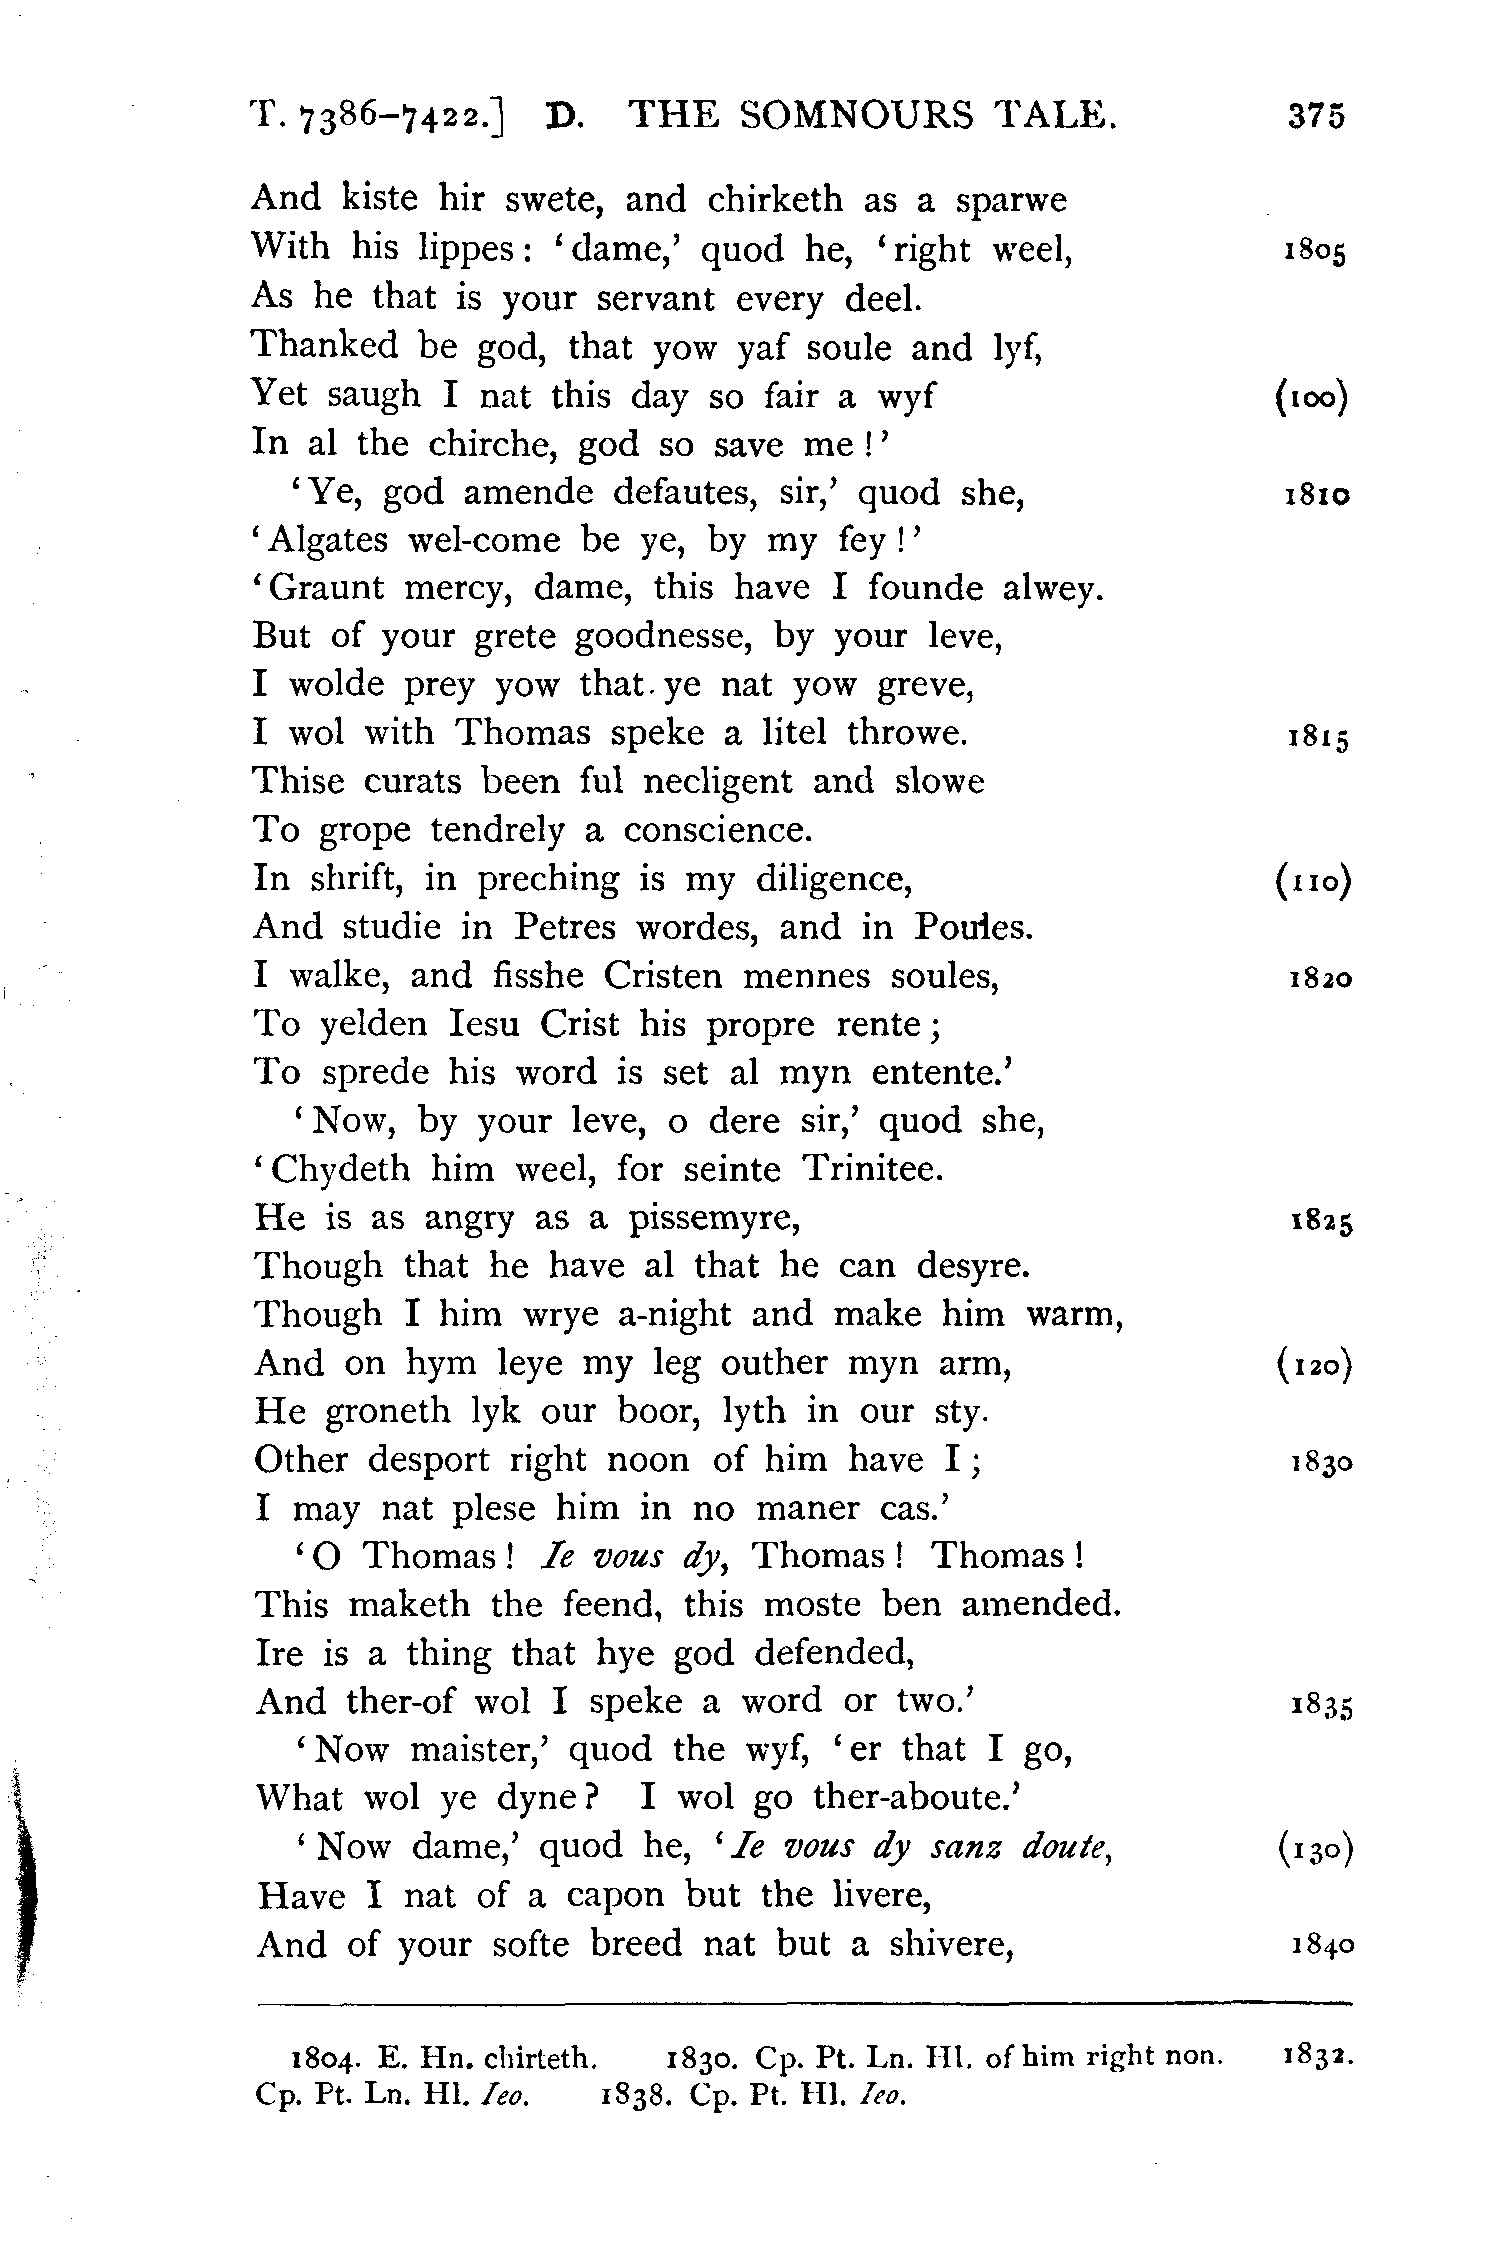 T. 7386–7422.] D. THE SOMNOURS TALE. 375
And kiste hir swete, and chirketh as a sparwe
With his lippes: ‘dame,’ quod he, ‘right weel, 1805
As he that is your servant every deel.
Thanked be god, that yow yaf soule and lyf,
Yet saugh I nat this day so fair a wyf (100)
In al the chirche, god so save me!’
‘Ye, god amende defautes, sir,’ quod she, 1810
‘Algates wel-come be ye, by my fey!’
‘Graunt mercy, dame, this have I founde alwey.
But of your grete goodnesse, by your leve,
I wolde prey yow that. ye nat yow greve,
I wol with Thomas speke a litel throwe. 1815
Thise curats been ful necligent and slowe
To grope tendrely a conscience.
In shrift, in preching is my diligence, (110)
And studie in Petres wordes, and in Poules.
I walke, and fisshe Cristen mennes soules, 1820
To yelden Iesu Crist his propre rente;
To sprede his word is set al myn entente.’
‘Now, by your leve, o dere sir,’ quod she,
‘Chydeth him weel, for seinte Trinitee.
He is as angry as a pissemyre, 1825
Though that he have al that he can desyre.
Though I him wrye a-night and make him warm,
And on hym leye my leg outher myn arm, (120)
He groneth lyk our boor, lyth in our sty.
Other desport right noon of him have I; 1830
I may nat plese him in no maner cas.’
‘O Thomas! Ie vous dy, Thomas! Thomas!
This maketh the feend, this moste ben amended.
Ire is a thing that hye god defended,
And ther-of wol I speke a word or two.’ 1835
‘Now maister,’ quod the wyf, ‘er that I go,
What wol ye dyne? I wol go ther-aboute.’
‘Now dame,’ quod he, ‘Ie vous dy sanz doute, (130)
Have I nat of a capon but the livere,
And of your softe breed nat but a shivere, 1840
1804. E. Hn. chirteth. 1830. Cp. Pt. Ln. Hl. of him right non. 1832.
Cp. Pt. Ln. Hl. Ieo. 1838. Cp. Pt. Hl. Ieo.